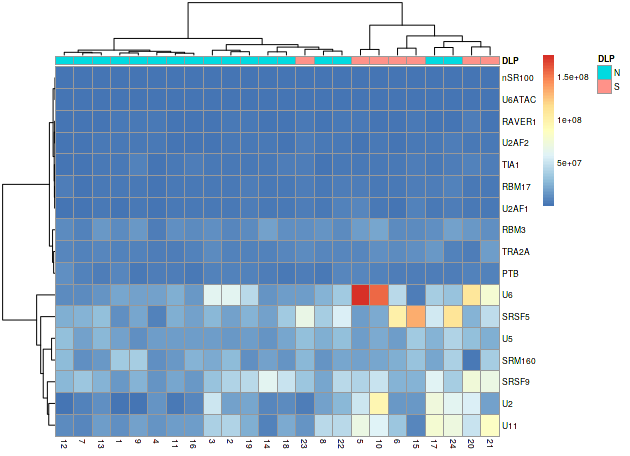 DLP
nSR100
U6ATAC
RAVER1
U2AF2
TIA1
RBM17
U2AF1
RBM3
TRA2A
PTB
U6
SRSF5
U5
SRM160
SRSF9
U2
U11
12 7 13 1 9 4 11 16 3 2 19 14 18 23 8 22 5 10 6 15 17 24 20 21
1.5e+08
1e+08
5e+07
DLP
N
S